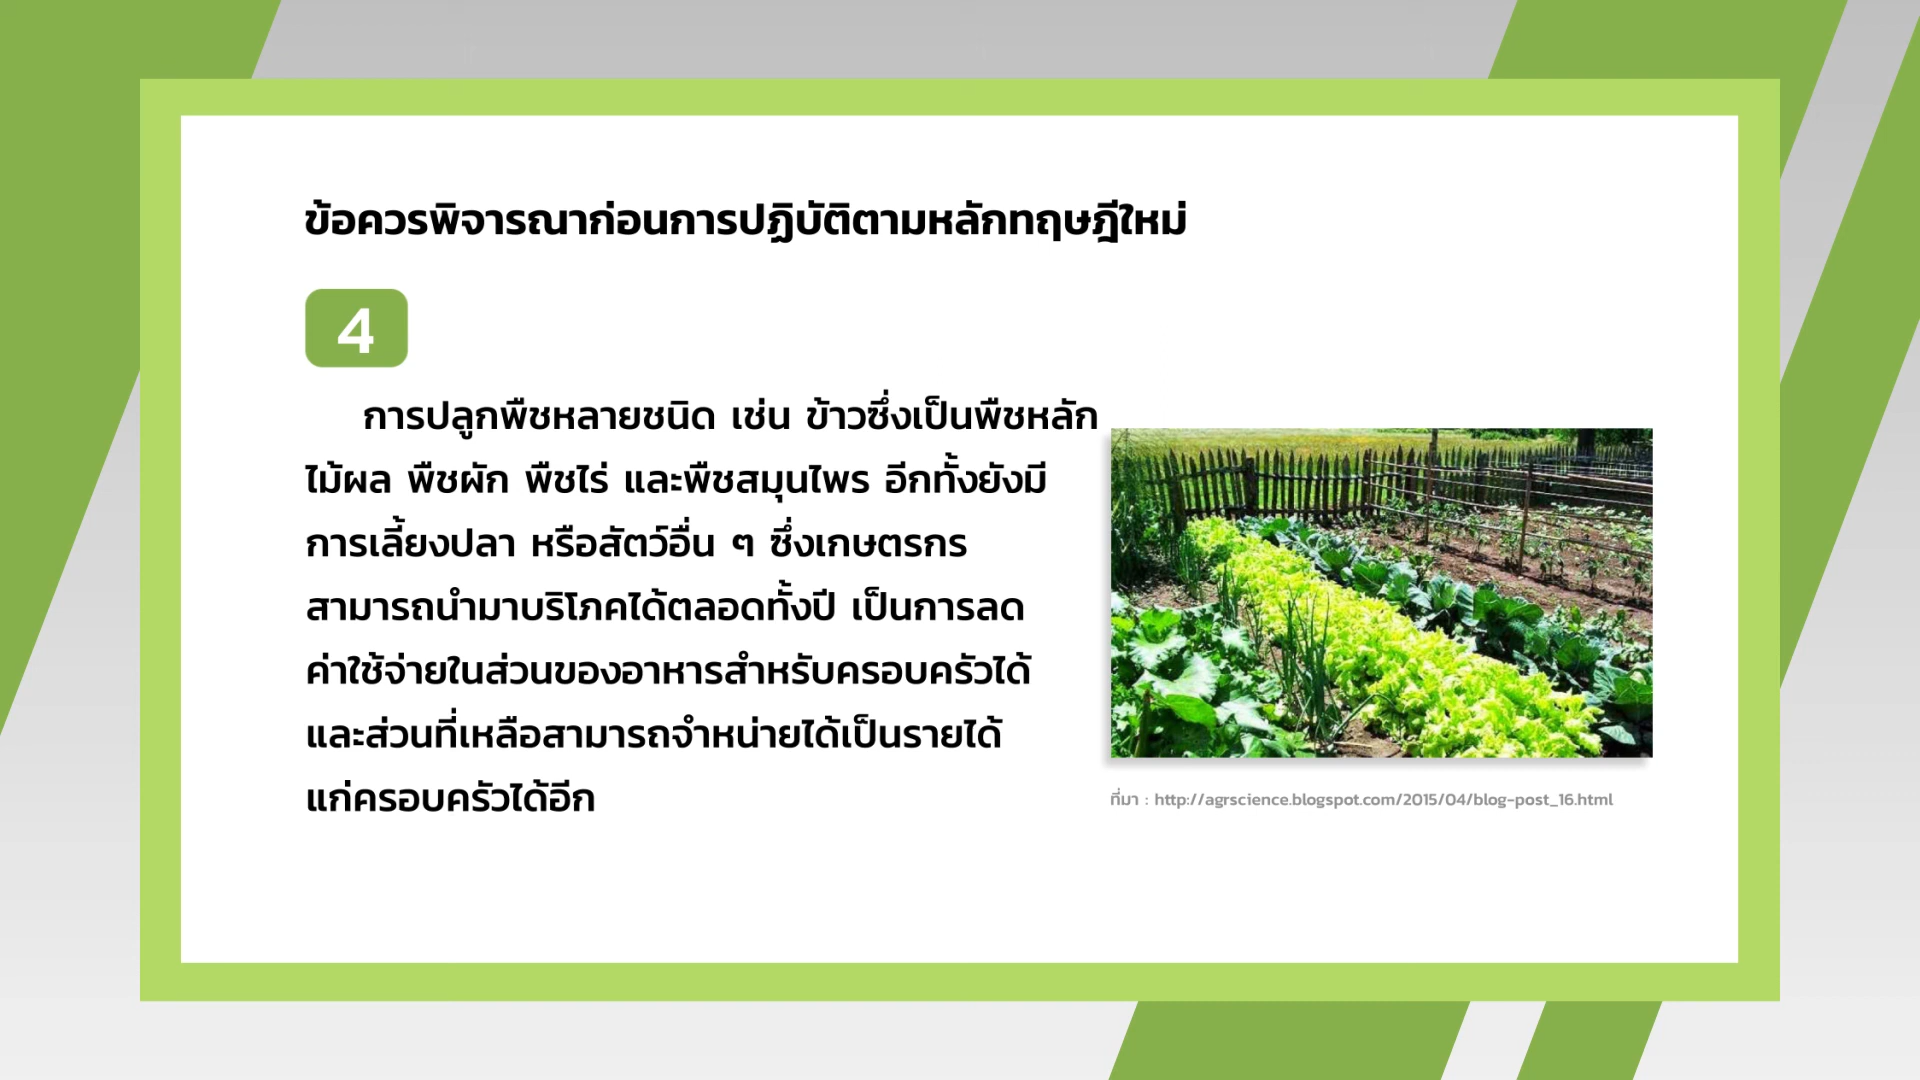 ข้อควรพิจารณาก่อนการปฏิบัติตามหลักทฤษฎีใหม่
4
การปลูกพืชหลายชนิด เช่น ข้าวซึ่งเป็นพืชหลัก
ไม้ผล พืชผัก พืชไร่ และพืชสมุนไพร อีกทั้งยังมี
การเลี้ยงปลา หรือสัตว์อื่น ๆ ซึ่งเกษตรกร
สามารถนำมาบริโภคได้ตลอดทั้งปี เป็นการลด
ค่าใช้จ่ายในส่วนของอาหารสำหรับครอบครัวได้
และส่วนที่เหลือสามารถจำหน่ายได้เป็นรายได้
แก่ครอบครัวได้อีก
ที่มา : http://agrscience.blogspot.com/2015/04/blog-post_16.html